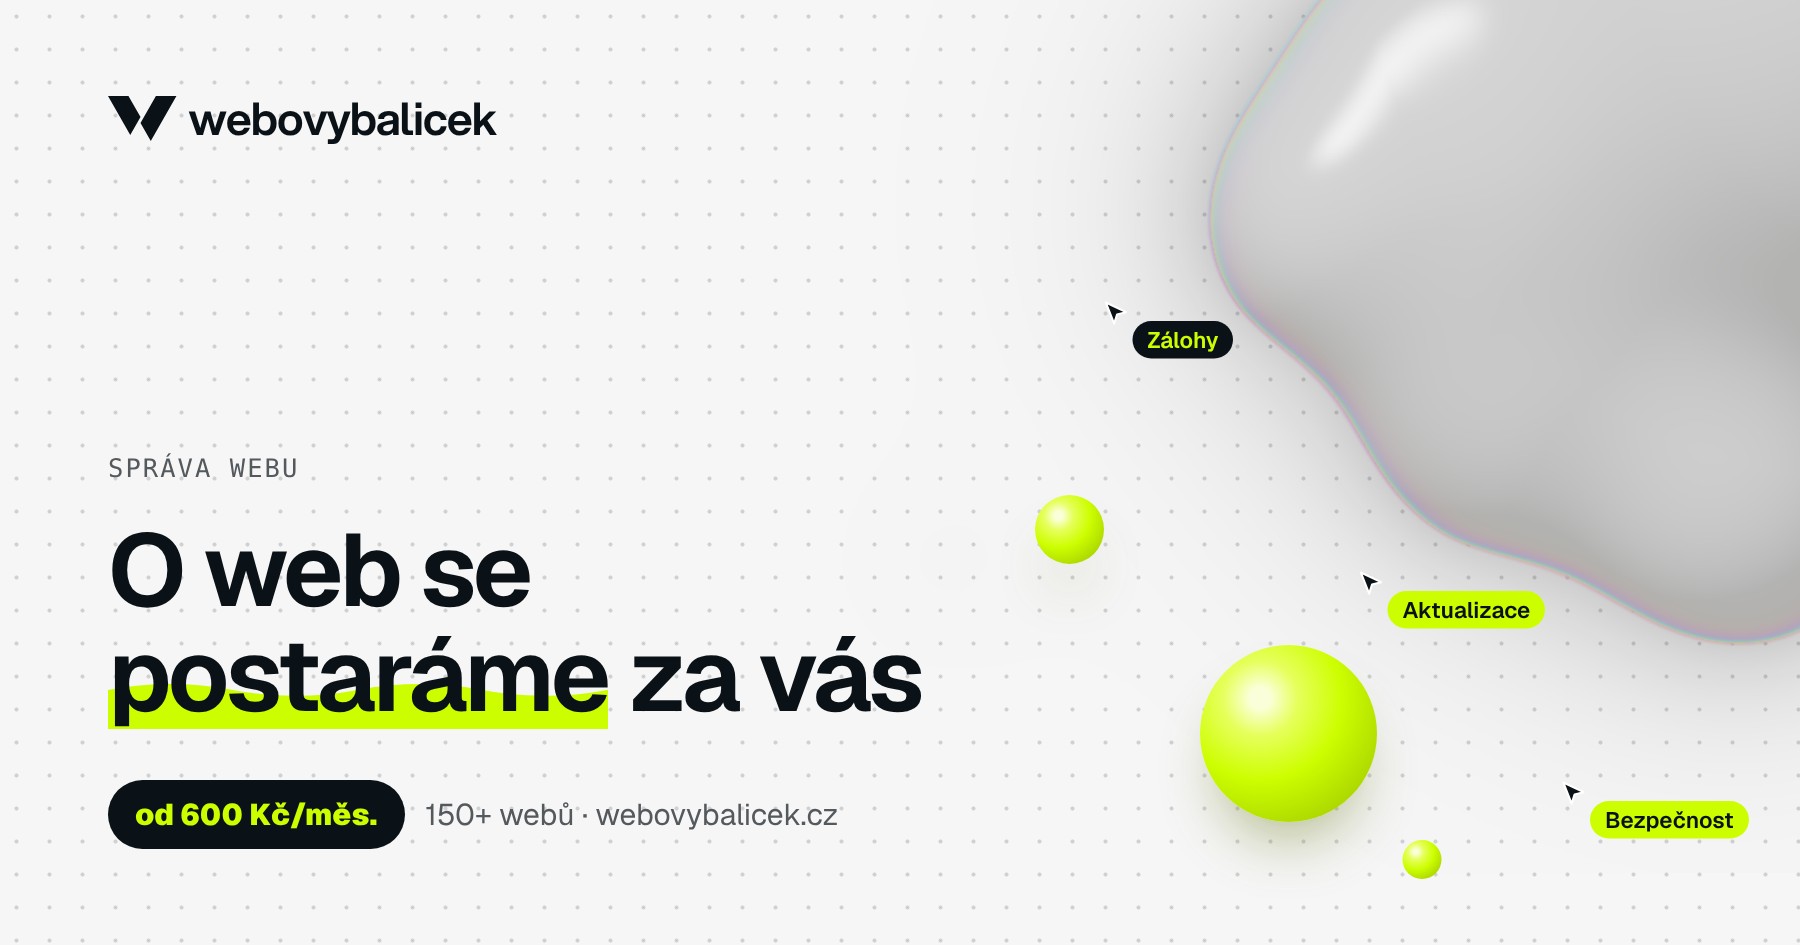 webovybalicek
Zálohy
SPRÁVA WEBU
O web se
postaráme za vás
Aktualizace
od 600 Kč/měs.
150+ webů · webovybalicek.cz
Bezpečnost